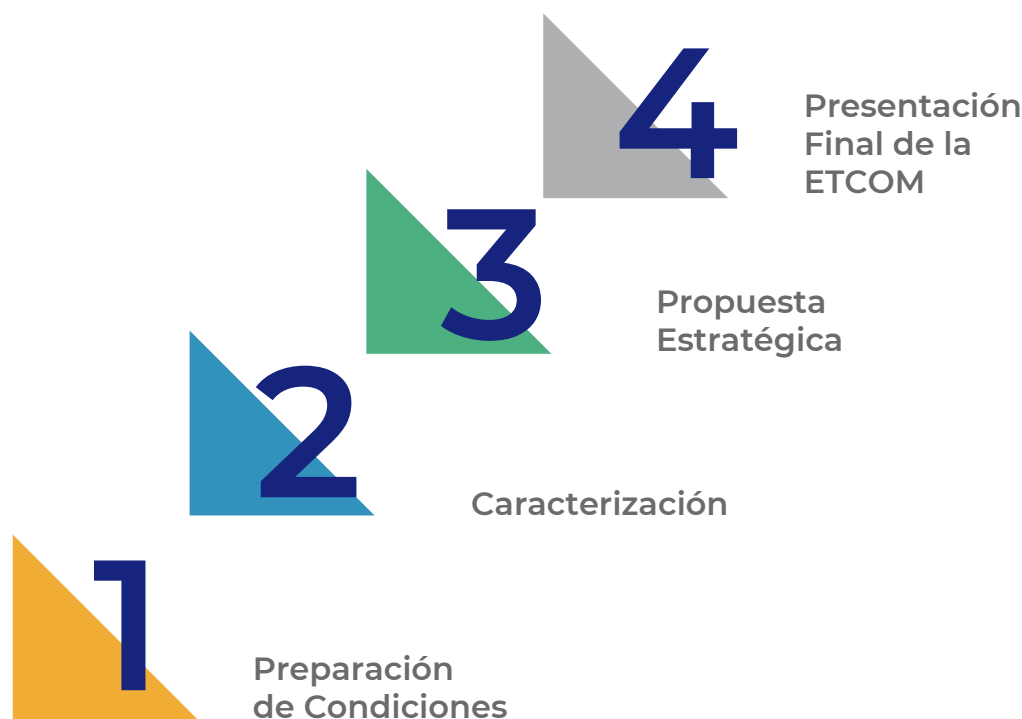 4
Presentación
Final de la
ETCOM
3
Propuesta
Estratégica
2
Caracterización
1
Preparación
de Condiciones